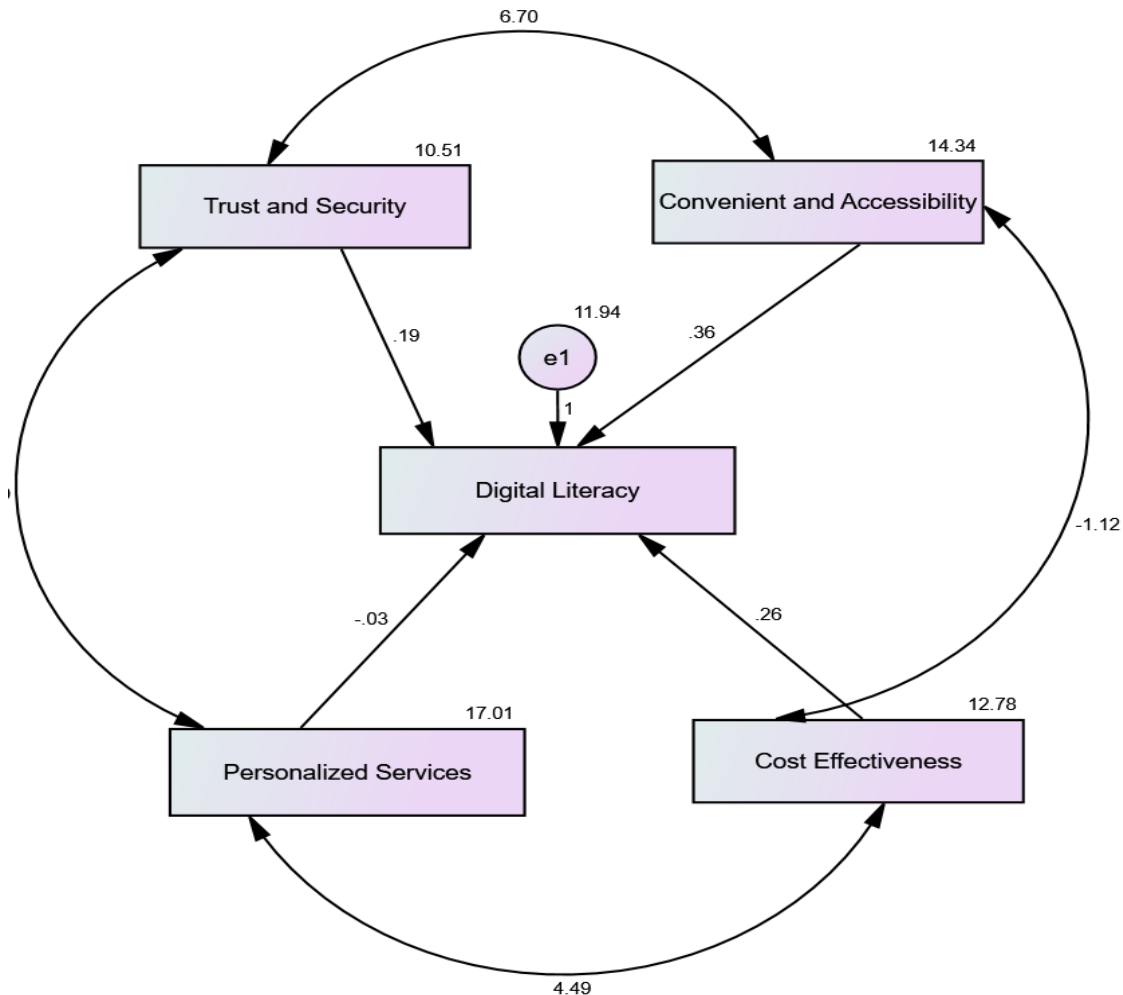 6.70
10.51
14.34
Trust and Security
Convenient and Accessibility
11.94
.19
.36
e1
1
Digital Literacy
-1.12
-.03
.26
17.01
12.78
Personalized Services
Cost Effectiveness
4.49